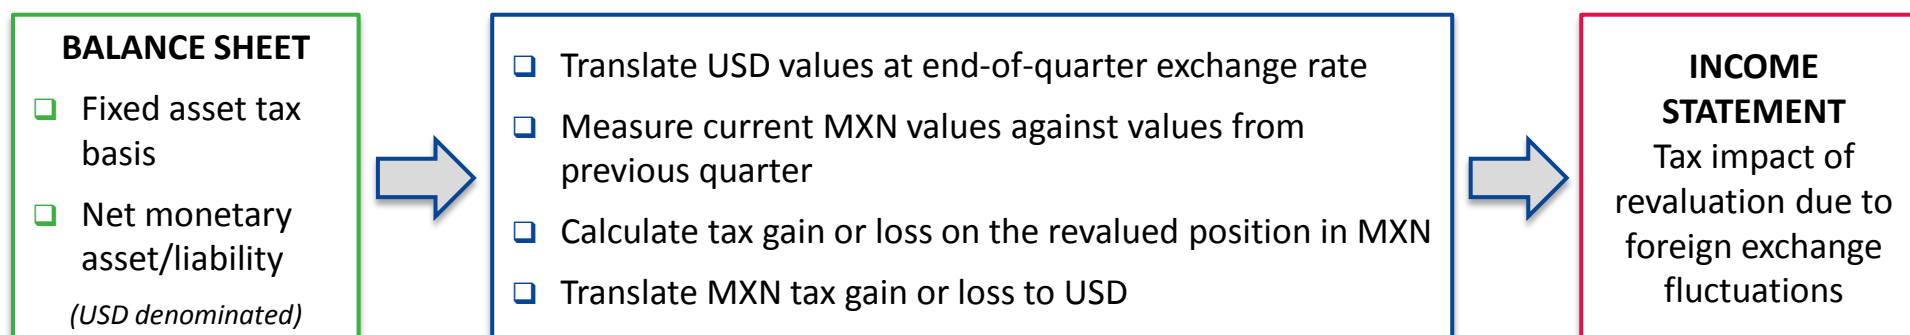 BALANCE SHEET
Fixed asset tax
basis
Net monetary
asset/liability
(USD denominated)
Translate USD values at end-of-quarter exchange rate
Measure current MXN values against values from
previous quarter
Calculate tax gain or loss on the revalued position in MXN
Translate MXN tax gain or loss to USD
INCOME
STATEMENT
Tax impact of
revaluation due to
foreign exchange
fluctuations